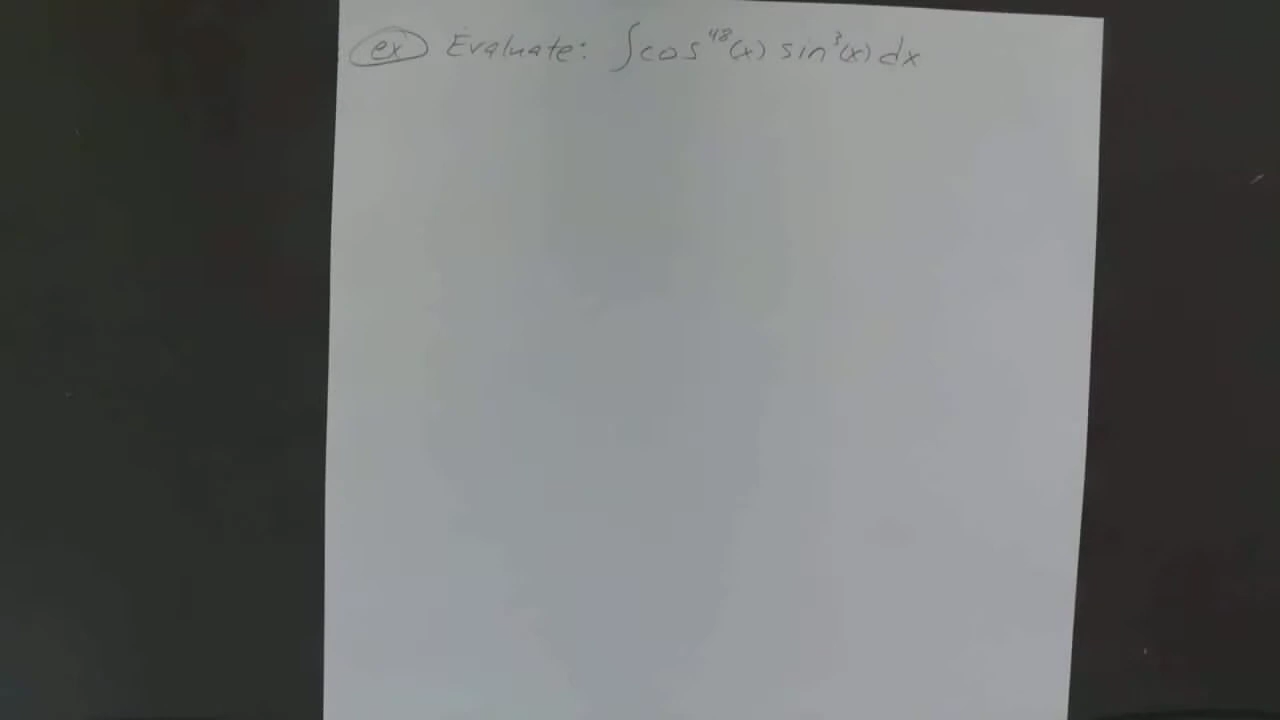 ex Evaluate: ∫cos⁴⁸(x) sin³(x) dx